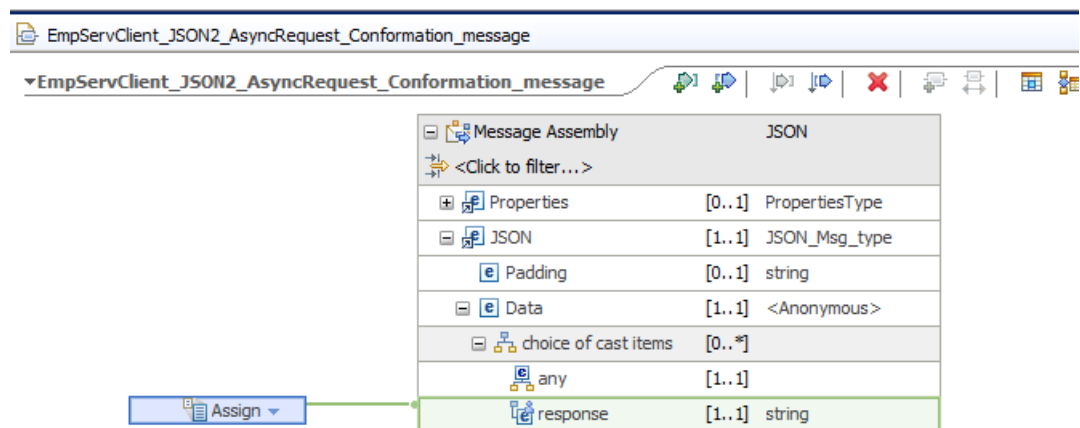 EmpServClient_JSON2_AsyncRequest_Conformation_message
EmpServClient_JSON2_AsyncRequest_Conformation_message
Message Assembly JSON
<Click to filter...>
Properties [0..1] PropertiesType
JSON [1..1] JSON_Msg_type
e Padding [0..1] string
e Data [1..1] <Anonymous>
choice of cast items [0..*]
any [1..1]
Assign response [1..1] string